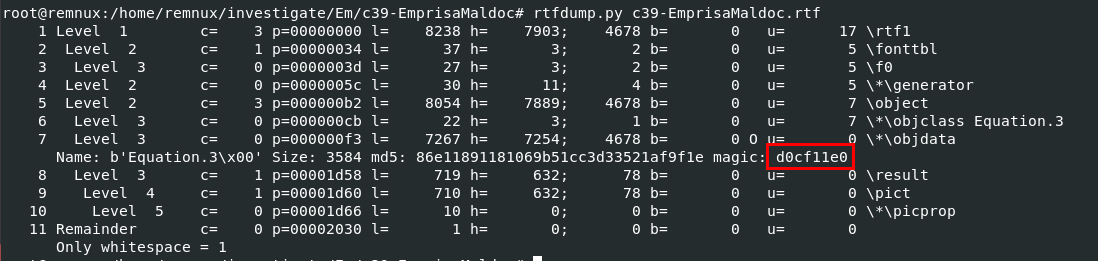 root@remnux:/home/remnux/investigate/Em/c39-EmprisaMaldoc# rtfdump.py c39-EmprisaMaldoc.rtf
1 Level 1 c= 3 p=00000000 l= 8238 h= 7903; 4678 b= 0 u= 17 \rtf1
2 Level 2 c= 1 p=00000034 l= 37 h= 3; 2 b= 0 u= 5 \fonttbl
3 Level 3 c= 0 p=0000003d l= 27 h= 3; 2 b= 0 u= 5 \f0
4 Level 2 c= 0 p=0000005c l= 30 h= 11; 4 b= 0 u= 5 \*\generator
5 Level 2 c= 3 p=000000b2 l= 8054 h= 7889; 4678 b= 0 u= 7 \object
6 Level 3 c= 0 p=000000cb l= 22 h= 3; 1 b= 0 u= 7 \*\objclass Equation.3
7 Level 3 c= 0 p=000000f3 l= 7267 h= 7254; 4678 b= 0 O u= 0 \*\objdata
Name: b'Equation.3\x00' Size: 3584 md5: 86e11891181069b51cc3d33521af9f1e magic: d0cf11e0
8 Level 3 c= 1 p=00001d58 l= 719 h= 632; 78 b= 0 u= 0 \result
9 Level 4 c= 1 p=00001d60 l= 710 h= 632; 78 b= 0 u= 0 \pict
10 Level 5 c= 0 p=00001d66 l= 10 h= 0; 0 b= 0 u= 0 \*\picprop
11 Remainder c= 0 p=00002030 l= 1 h= 0; 0 b= 0 u= 0
Only whitespace = 1